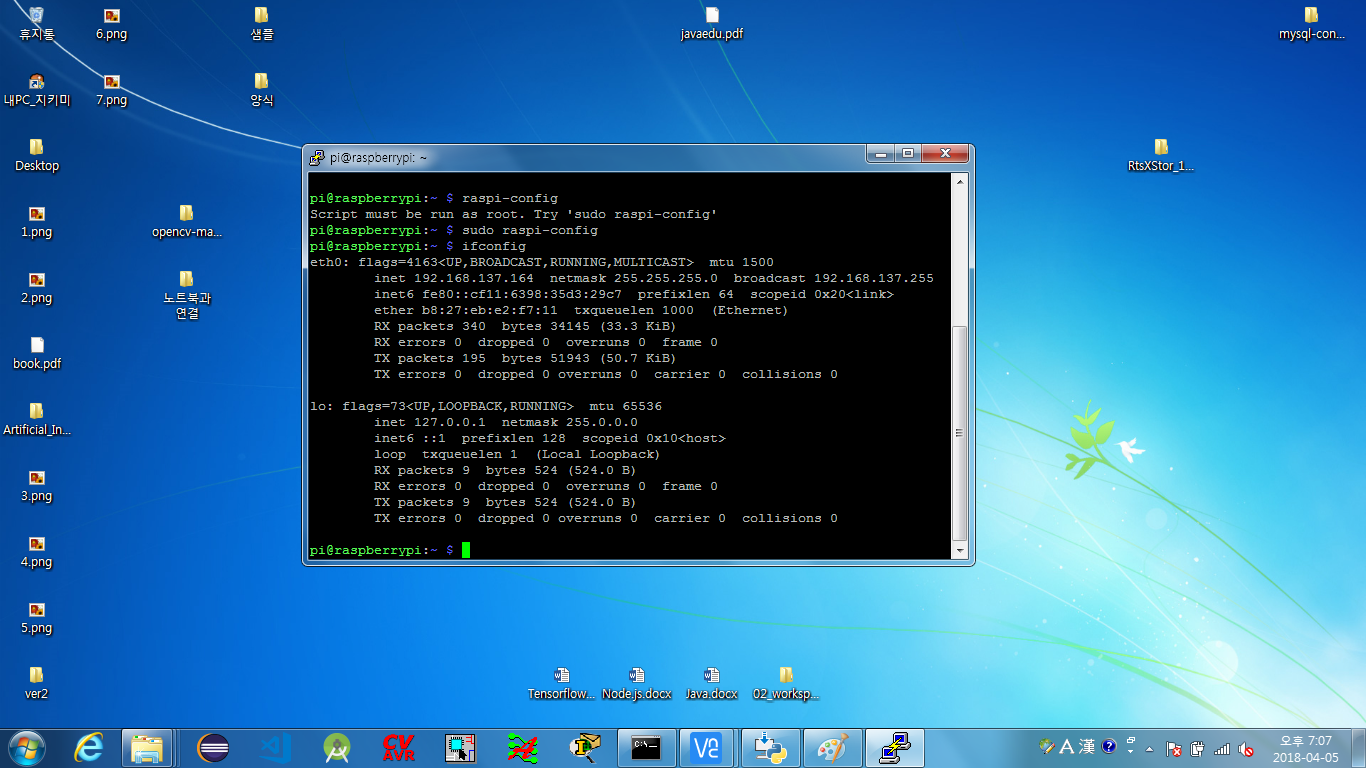 휴지통
6.png
샘플
javaedu.pdf
mysql-con...
내PC_지키미
7.png
양식
Desktop
RtsXStor_1...
1.png
opencv-ma...
2.png
노트북과
연결
book.pdf
Artificial_In...
3.png
4.png
5.png
ver2
pi@raspberrypi: ~
pi@raspberrypi:~ $ raspi-config
Script must be run as root. Try 'sudo raspi-config'
pi@raspberrypi:~ $ sudo raspi-config
pi@raspberrypi:~ $ ifconfig
eth0: flags=4163<UP,BROADCAST,RUNNING,MULTICAST>  mtu 1500
        inet 192.168.137.164  netmask 255.255.255.0  broadcast 192.168.137.255
        inet6 fe80::cf11:6398:35d3:29c7  prefixlen 64  scopeid 0x20<link>
        ether b8:27:eb:e2:f7:11  txqueuelen 1000  (Ethernet)
        RX packets 340  bytes 34145 (33.3 KiB)
        RX errors 0  dropped 0  overruns 0  frame 0
        TX packets 195  bytes 51943 (50.7 KiB)
        TX errors 0  dropped 0 overruns 0  carrier 0  collisions 0
lo: flags=73<UP,LOOPBACK,RUNNING>  mtu 65536
        inet 127.0.0.1  netmask 255.0.0.0
        inet6 ::1  prefixlen 128  scopeid 0x10<host>
        loop  txqueuelen 1  (Local Loopback)
        RX packets 9  bytes 524 (524.0 B)
        RX errors 0  dropped 0  overruns 0  frame 0
        TX packets 9  bytes 524 (524.0 B)
        TX errors 0  dropped 0 overruns 0  carrier 0  collisions 0
pi@raspberrypi:~ $
Tensorflow...
Node.js.docx
Java.docx
02_worksp...
CV
AVR
C:\_
A 漢
오후 7:07
2018-04-05